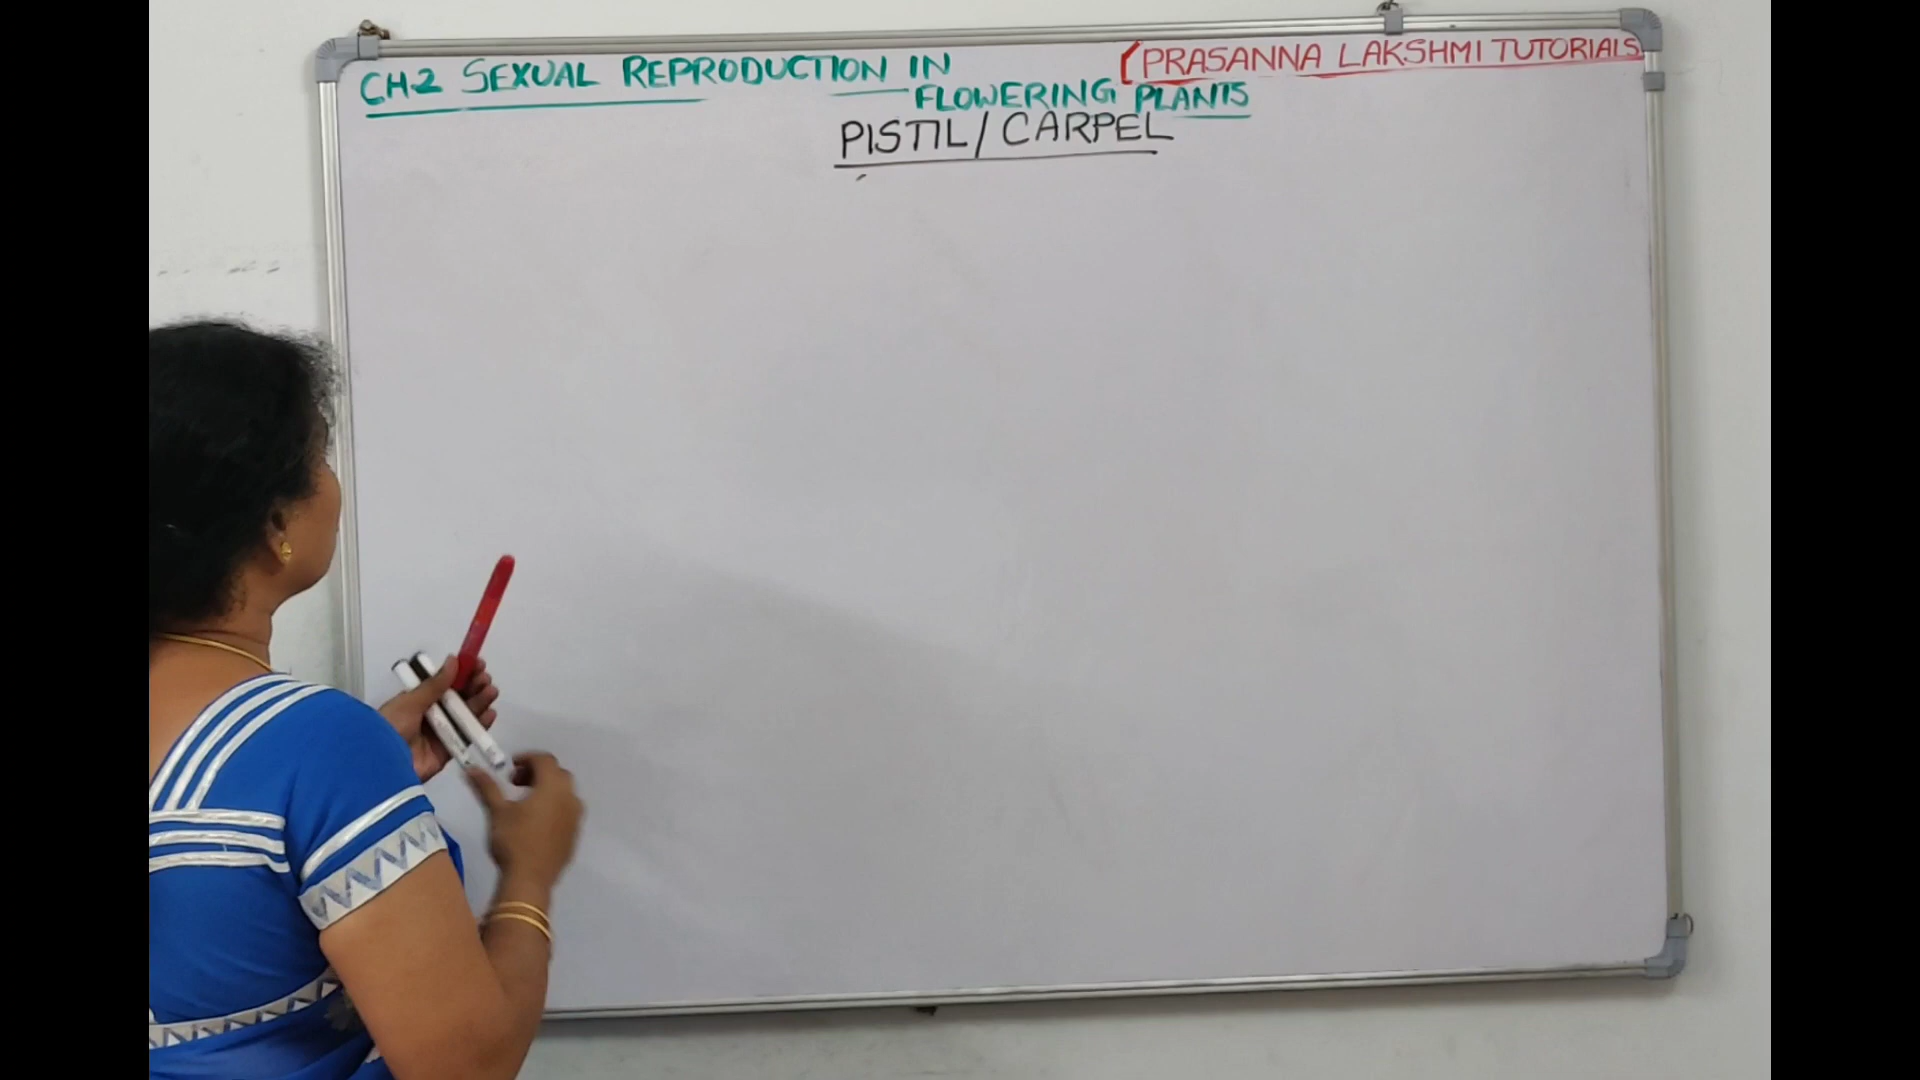 CH-2 SEXUAL REPRODUCTION IN
FLOWERING PLANTS
(PRASANNA LAKSHMI TUTORIALS
PISTIL/CARPEL